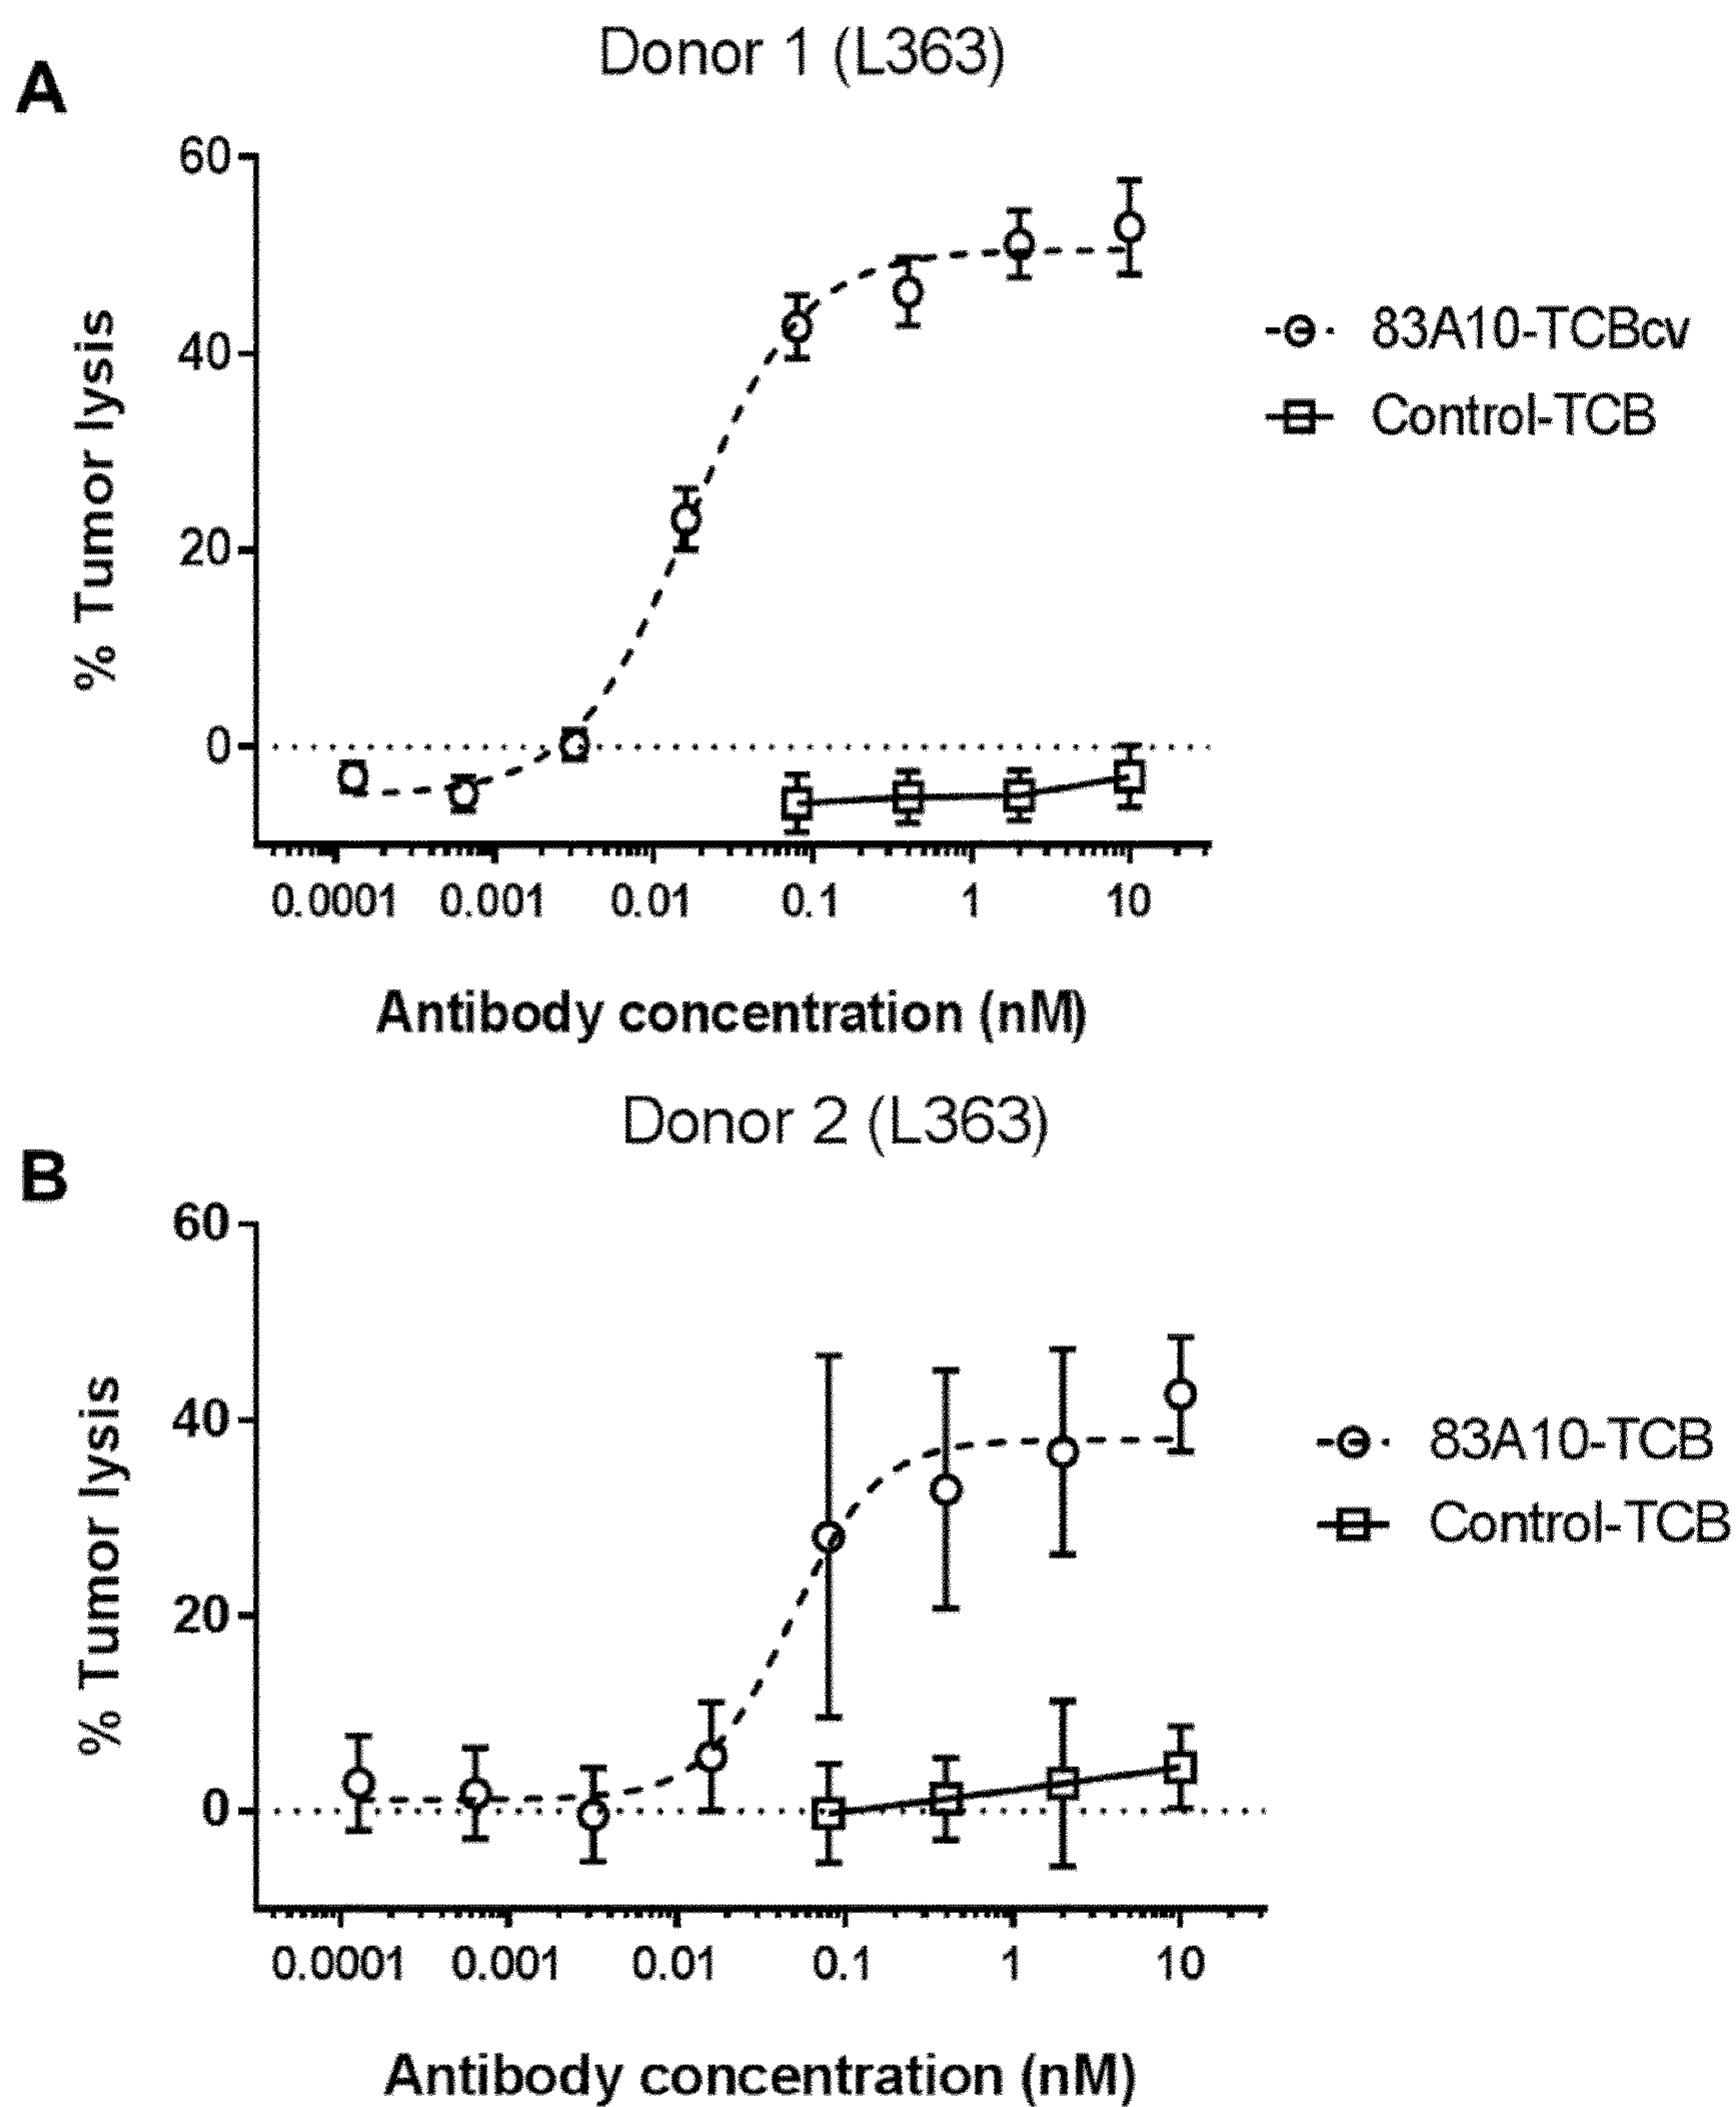 A
Donor 1 (L363)
60
40
20
0
% Tumor lysis
83A10-TCBcv
Control-TCB
0.0001 0.001 0.01 0.1 1 10
Antibody concentration (nM)
B
Donor 2 (L363)
60
40
20
0
% Tumor lysis
83A10-TCB
Control-TCB
0.0001 0.001 0.01 0.1 1 10
Antibody concentration (nM)